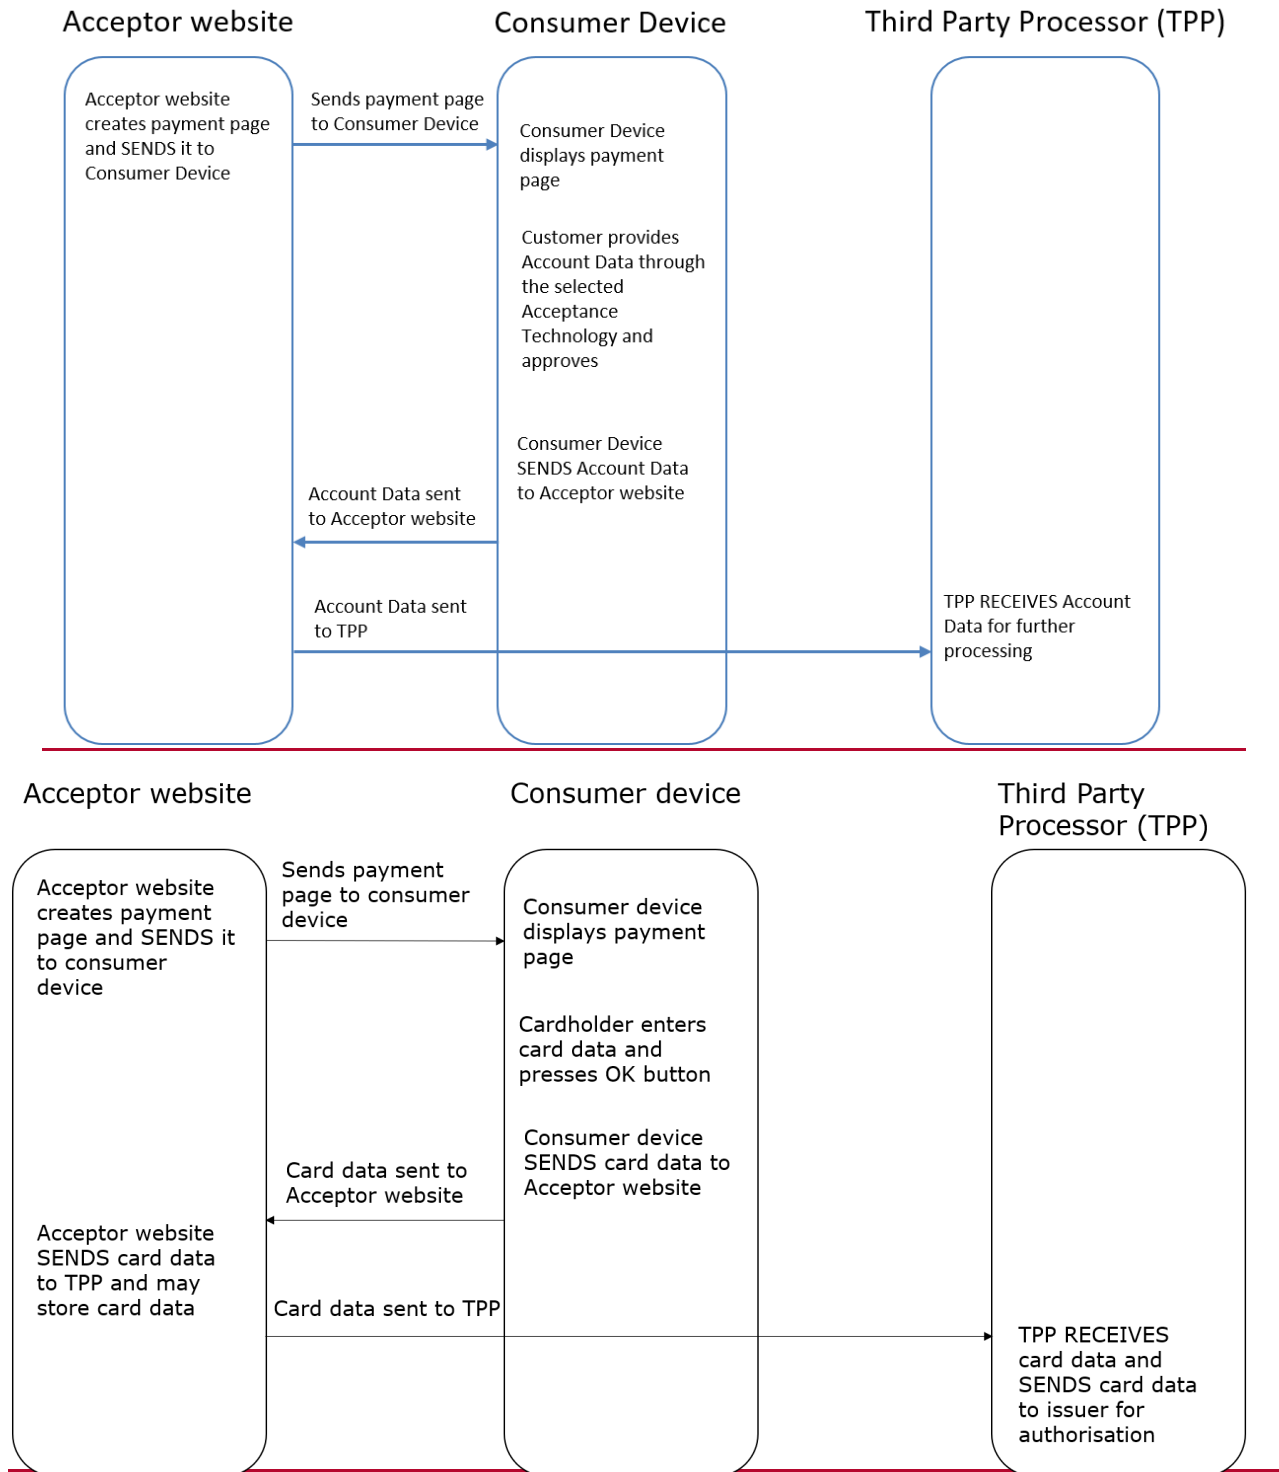 Acceptor website
Consumer Device
Third Party Processor (TPP)
Acceptor website
creates payment page
and SENDS it to
Consumer Device
Sends payment page
to Consumer Device
Consumer Device
displays payment
page
Customer provides
Account Data through
the selected
Acceptance
Technology and
approves
Consumer Device
SENDS Account Data
to Acceptor website
Account Data sent
to Acceptor website
Account Data sent
to TPP
TPP RECEIVES Account
Data for further
processing
Acceptor website
Consumer device
Third Party
Processor (TPP)
Acceptor website
creates payment
page and SENDS it
to consumer
device
Sends payment
page to consumer
device
Consumer device
displays payment
page
Cardholder enters
card data and
presses OK button
Consumer device
SENDS card data to
Acceptor website
Card data sent to
Acceptor website
Acceptor website
SENDS card data
to TPP and may
store card data
Card data sent to TPP
TPP RECEIVES
card data and
SENDS card data
to issuer for
authorisation